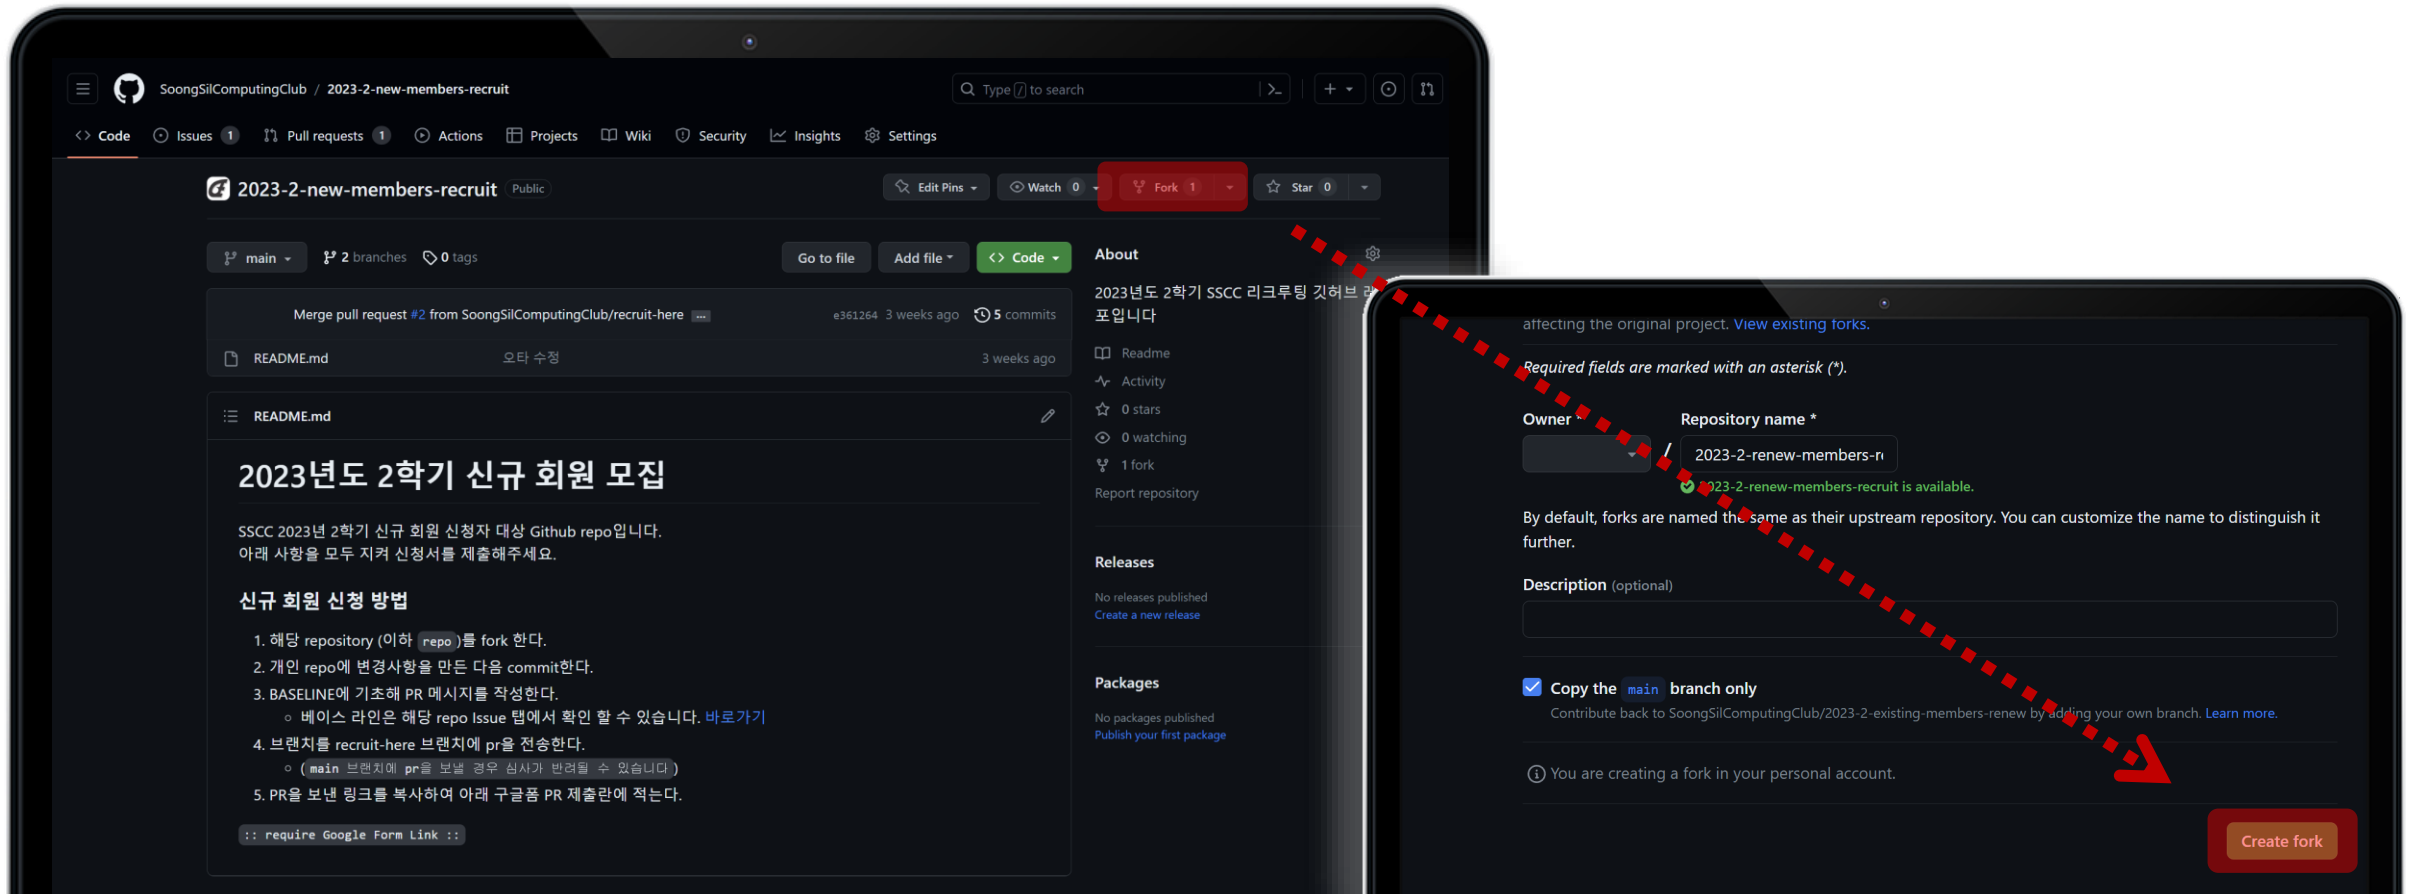 SoongSilComputingClub / 2023-2-new-members-recruit
Type / to search
Code
Issues 1
Pull requests 1
Actions
Projects
Wiki
Security
Insights
Settings
2023-2-new-members-recruit Public
Edit Pins
Watch 0
Fork 1
Star 0
main
2 branches
0 tags
Go to file
Add file
<> Code
Merge pull request #2 from SoongSilComputingClub/recruit-here ...
e361264 3 weeks ago 5 commits
README.md 오타 수정 3 weeks ago
README.md
2023년도 2학기 신규 회원 모집
SSCC 2023년 2학기 신규 회원 신청자 대상 Github repo입니다.
아래 사항을 모두 지켜 신청서를 제출해주세요.
신규 회원 신청 방법
1. 해당 repository (이하 repo )를 fork 한다.
2. 개인 repo에 변경사항을 만든 다음 commit한다.
3. BASELINE에 기초해 PR 메시지를 작성한다.
◦ 베이스 라인은 해당 repo Issue 탭에서 확인 할 수 있습니다. 바로가기
4. 브랜치를 recruit-here 브랜치에 pr을 전송한다.
◦ ( main 브랜치에 pr을 보낼 경우 심사가 반려될 수 있습니다 )
5. PR을 보낸 링크를 복사하여 아래 구글폼 PR 제출란에 적는다.
:: require Google Form Link ::
About
2023년도 2학기 SSCC 리크루팅 깃허브 레
포입니다
Readme
Activity
0 stars
0 watching
1 fork
Report repository
Releases
No releases published
Create a new release
Packages
No packages published
Publish your first package
affecting the original project. View existing forks.
Required fields are marked with an asterisk (*).
Owner *
Repository name *
/
2023-2-renew-members-r
2023-2-renew-members-recruit is available.
By default, forks are named the same as their upstream repository. You can customize the name to distinguish it
further.
Description (optional)
Copy the main branch only
Contribute back to SoongSilComputingClub/2023-2-existing-members-renew by adding your own branch. Learn more.
You are creating a fork in your personal account.
Create fork